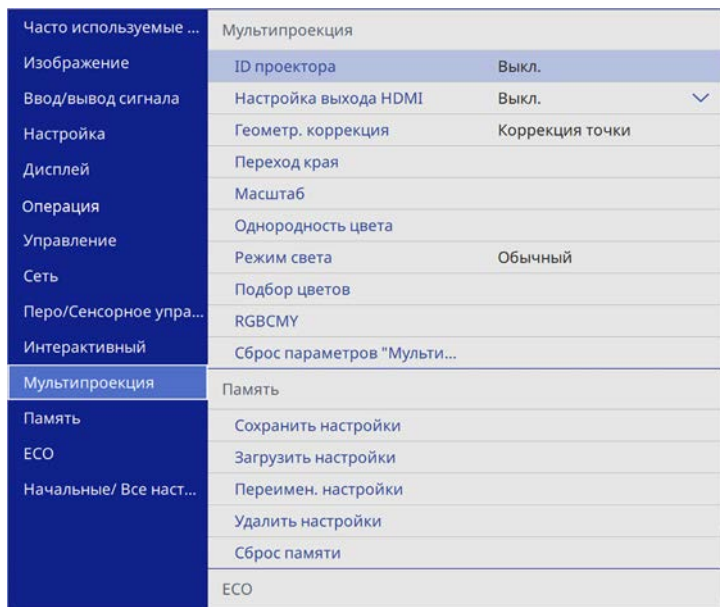 Часто используемые ...
Изображение
Ввод/вывод сигнала
Настройка
Дисплей
Операция
Управление
Сеть
Перо/Сенсорное упра...
Интерактивный
Мультипроекция
Память
ECO
Начальные/ Все наст...
Мультипроекция
ID проектора Выкл.
Настройка выхода HDMI Выкл.
Геометр. коррекция Коррекция точки
Переход края
Масштаб
Однородность цвета
Режим света Обычный
Подбор цветов
RGBCMY
Сброс параметров "Мульти...
Память
Сохранить настройки
Загрузить настройки
Переимен. настройки
Удалить настройки
Сброс памяти
ECO